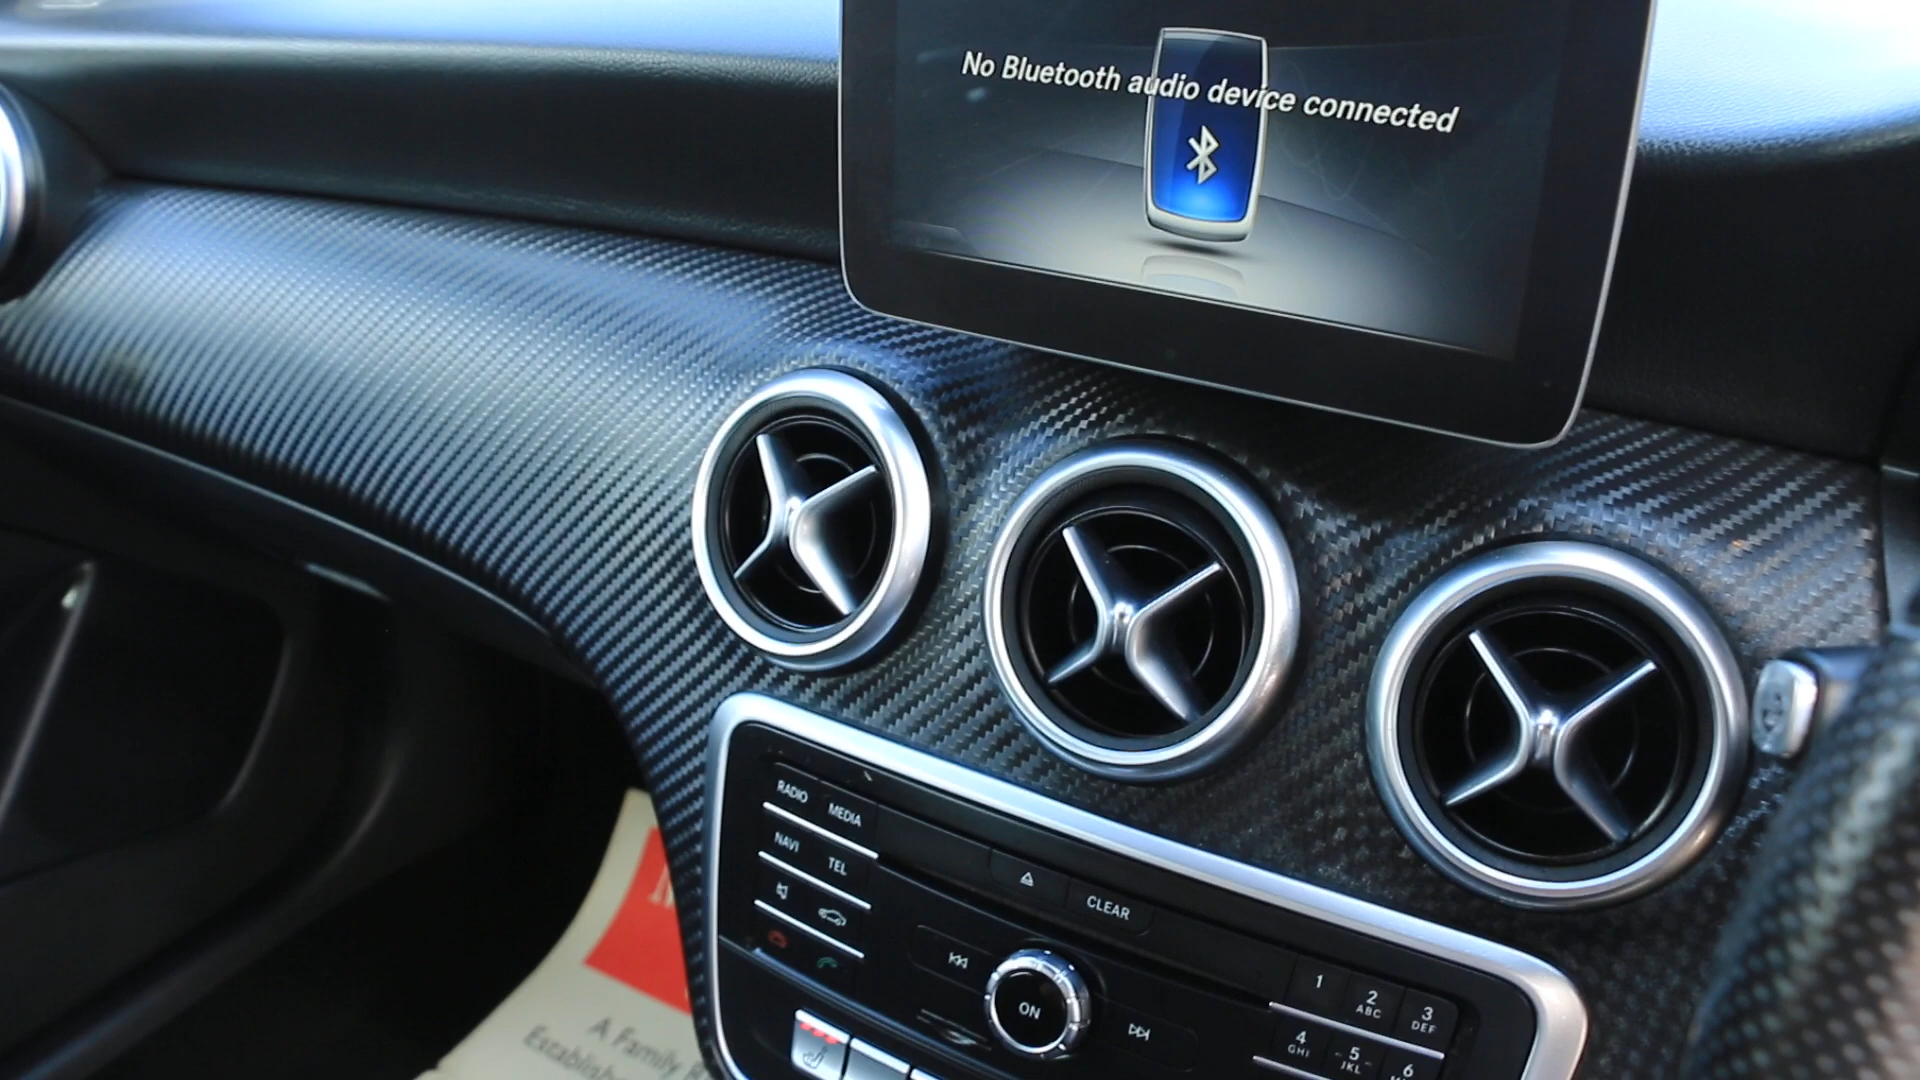 No Bluetooth audio device connected
RADIO
MEDIA
NAVI
TEL
CLEAR
ON
1
2
ABC
3
DEF
4
GHI
5
JKL
6
A Family